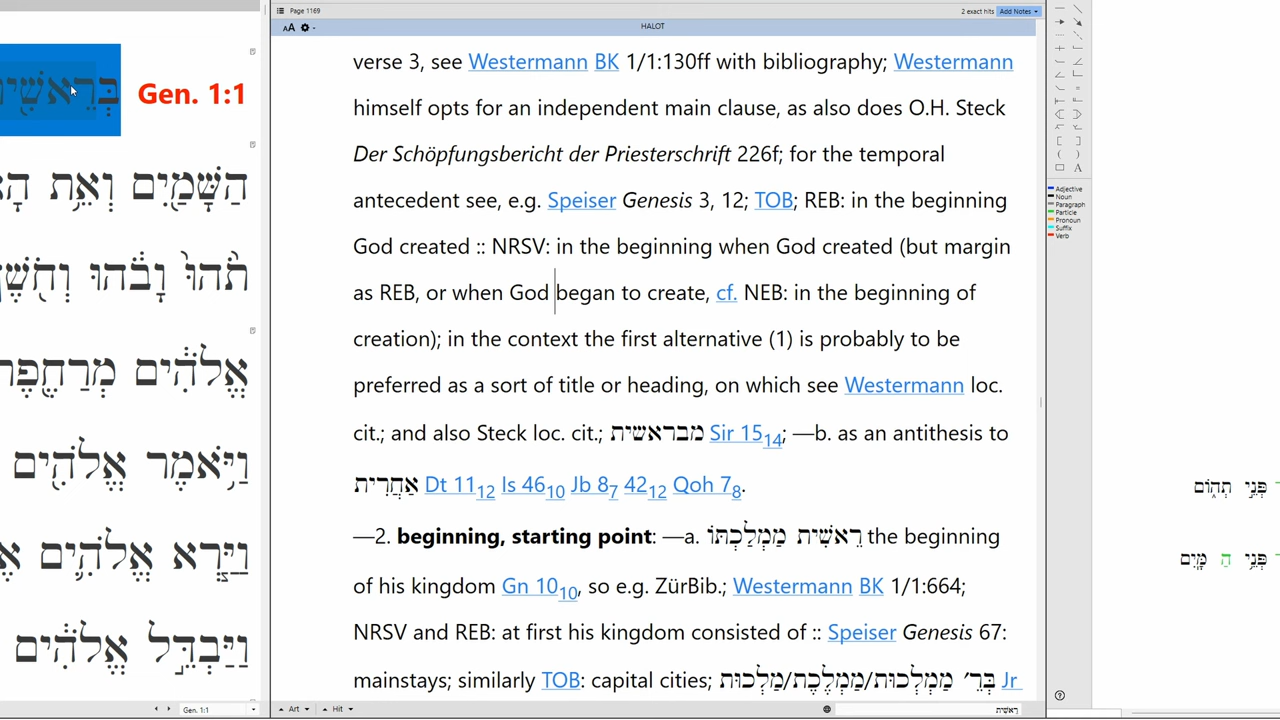 Page 1169
2 exact hits
Add Notes
AA
HALOT
Gen. 1:1
הַשָּׁמַ֖יִם וְאֵ֥ת
תֹ֙הוּ֙ וָבֹ֔הוּ
אֱלֹהִ֔ים
וַיֹּ֥אמֶר אֱלֹהִ֖ים
וַיַּ֧רְא אֱלֹהִ֛ים
וַיַּבְדֵּ֣ל אֱלֹהִ֔ים
Gen. 1:1
verse 3, see Westermann BK 1/1:130ff with bibliography; Westermann
himself opts for an independent main clause, as also does O.H. Steck
Der Schöpfungsbericht der Priesterschrift 226f; for the temporal
antecedent see, e.g. Speiser Genesis 3, 12; TOB; REB: in the beginning
God created :: NRSV: in the beginning when God created (but margin
as REB, or when God began to create, cf. NEB: in the beginning of
creation); in the context the first alternative (1) is probably to be
preferred as a sort of title or heading, on which see Westermann loc.
cit.; and also Steck loc. cit.; מבראשית Sir 15₁₄; —b. as an antithesis to
אַחֲרִית Dt 11₁₂ Is 46₁₀ Jb 8₇ 42₁₂ Qoh 7₈.
—2. beginning, starting point: —a. רֵאשִׁית מַמְלַכְתּוֹ the beginning
of his kingdom Gn 10₁₀, so e.g. ZürBib.; Westermann BK 1/1:664;
NRSV and REB: at first his kingdom consisted of :: Speiser Genesis 67:
mainstays; similarly TOB: capital cities; בְּרֵ׳ מַמְלְכוּת/מַמְלֶכֶת/מַלְכוּת Jr
Art
Hit
רֵאשִׁית
Adjective
Noun
Paragraph
Particle
Pronoun
Suffix
Verb
פְּנֵ֣י תְהֹ֑ום
פְּנֵ֥י הַ מָּֽיִם